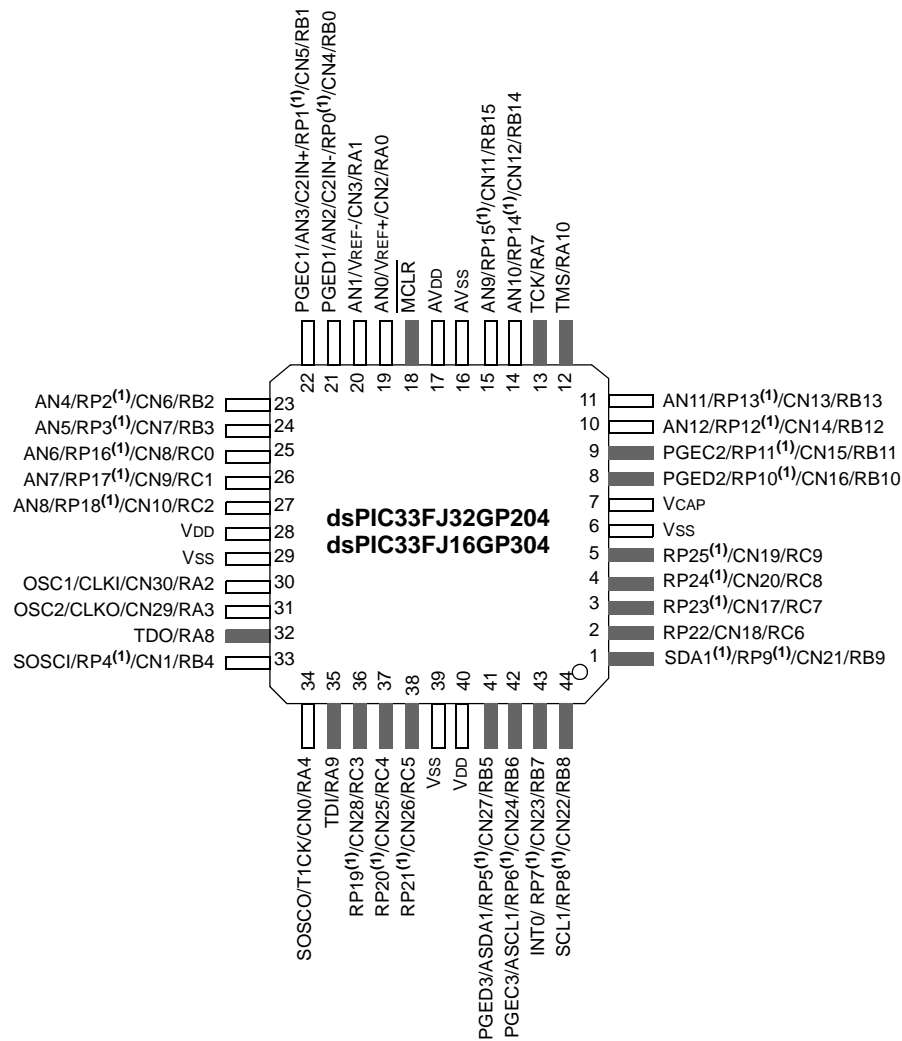 PGEC1/AN3/C2IN+/RP1(1)/CN5/RB1
PGED1/AN2/C2IN-/RP0(1)/CN4/RB0
AN1/VREF-/CN3/RA1
AN0/VREF+/CN2/RA0
MCLR
AVDD
AVSS
AN9/RP15(1)/CN11/RB15
AN10/RP14(1)/CN12/RB14
TCK/RA7
TMS/RA10
22
21
20
19
18
17
16
15
14
13
12
AN4/RP2(1)/CN6/RB2 23
AN5/RP3(1)/CN7/RB3 24
AN6/RP16(1)/CN8/RC0 25
AN7/RP17(1)/CN9/RC1 26
AN8/RP18(1)/CN10/RC2 27
VDD 28
VSS 29
OSC1/CLKI/CN30/RA2 30
OSC2/CLKO/CN29/RA3 31
TDO/RA8 32
SOSCI/RP4(1)/CN1/RB4 33
dsPIC33FJ32GP204
dsPIC33FJ16GP304
11 AN11/RP13(1)/CN13/RB13
10 AN12/RP12(1)/CN14/RB12
9 PGEC2/RP11(1)/CN15/RB11
8 PGED2/RP10(1)/CN16/RB10
7 VCAP
6 VSS
5 RP25(1)/CN19/RC9
4 RP24(1)/CN20/RC8
3 RP23(1)/CN17/RC7
2 RP22/CN18/RC6
1 SDA1(1)/RP9(1)/CN21/RB9
34
35
36
37
38
39
40
41
42
43
44
SOSCO/T1CK/CN0/RA4
TDI/RA9
RP19(1)/CN28/RC3
RP20(1)/CN25/RC4
RP21(1)/CN26/RC5
VSS
VDD
PGED3/ASDA1/RP5(1)/CN27/RB5
PGEC3/ASCL1/RP6(1)/CN24/RB6
INT0/ RP7(1)/CN23/RB7
SCL1/RP8(1)/CN22/RB8